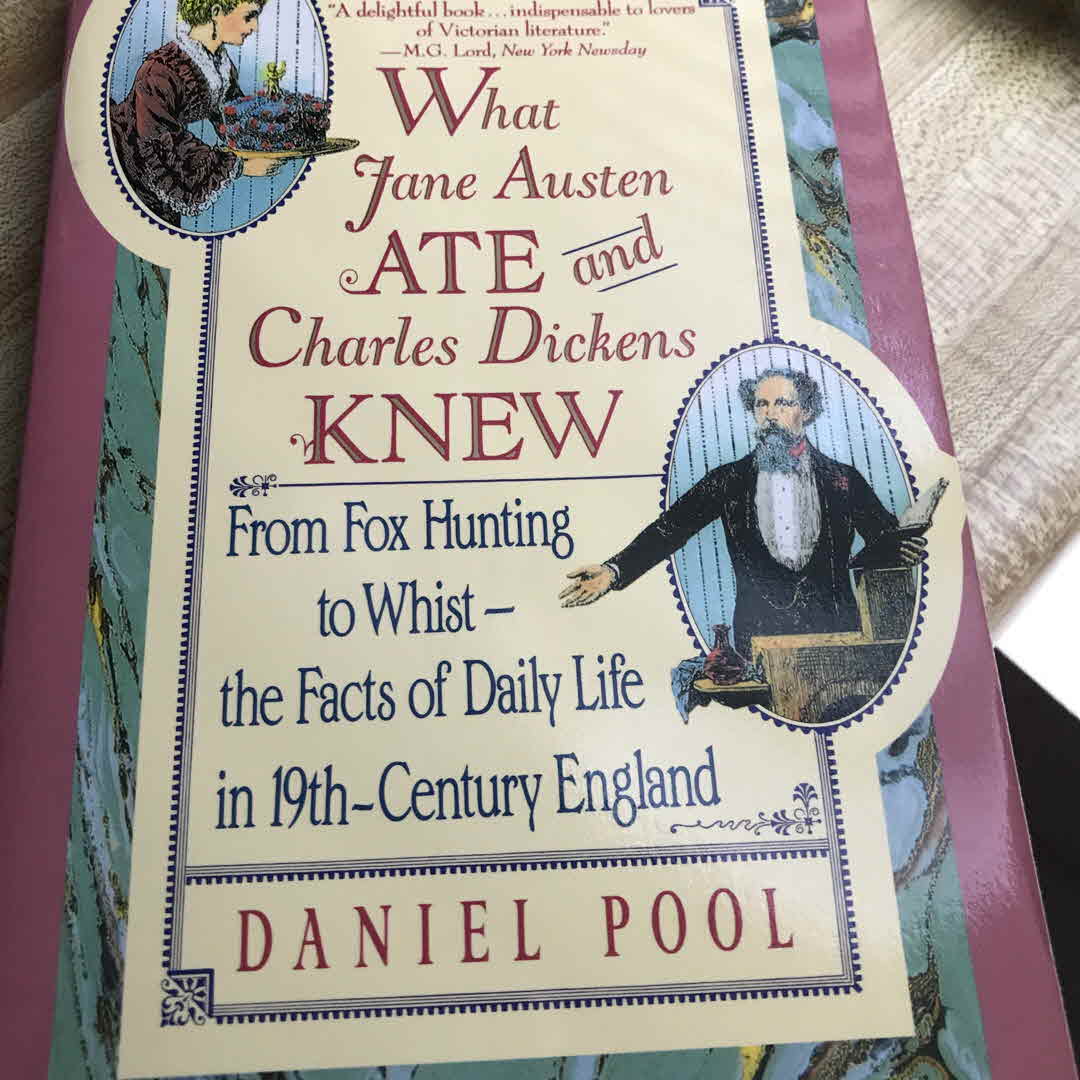 "A delightful book...indispensable to lovers
of Victorian literature."
—M.G. Lord, New York Newsday
What
Jane Austen
ATE and
Charles Dickens
KNEW
From Fox Hunting
to Whist—
the Facts of Daily Life
in 19th-Century England
DANIEL POOL